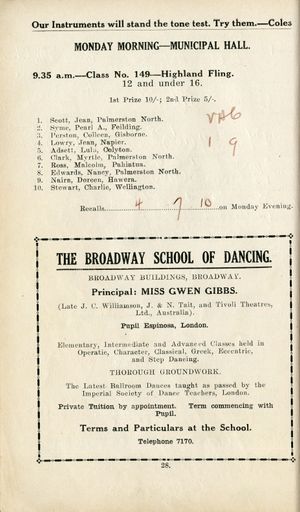 Our Instruments will stand the tone test. Try them.—Coles
MONDAY MORNING—MUNICIPAL HALL.
9.35 a.m.—Class No. 149—Highland Fling.
12 and under 16.
1st Prize 10/-; 2nd Prize 5/-.
1. Scott, Jean, Palmerston North.
2. Syme, Pearl A., Feilding.
3. Perston, Colleen, Gisborne.
4. Lowry, Jean, Napier.
5. Adsett, Lulu, Colyton.
6. Clark, Myrtle, Palmerston North.
7. Ross, Malcolm, Pahiatua.
8. Edwards, Nancy, Palmerston North.
9. Nairn, Doreen, Hawera.
10. Stewart, Charlie, Wellington.
1 9
Recalls 4 7 10 on Monday Evening.
THE BROADWAY SCHOOL OF DANCING.
BROADWAY BUILDINGS, BROADWAY.
Principal: MISS GWEN GIBBS.
(Late J. C. Williamson, J. & N. Tait, and Tivoli Theatres,
Ltd., Australia).
Pupil Espinosa, London.
Elementary, Intermediate and Advanced Classes held in
Operatic, Character, Classical, Greek, Eccentric,
and Step Dancing.
THOROUGH GROUNDWORK.
The Latest Ballroom Dances taught as passed by the
Imperial Society of Dance Teachers, London.
Private Tuition by appointment. Term commencing with
Pupil.
Terms and Particulars at the School.
Telephone 7170.
28.